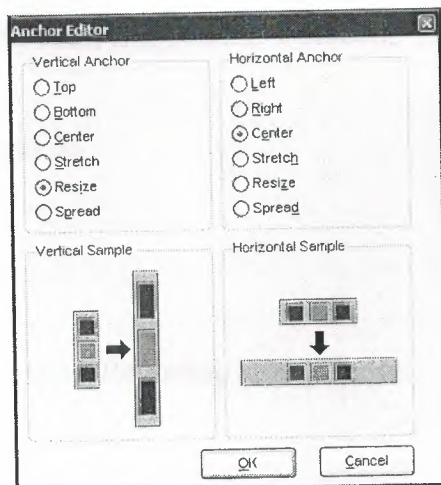 Anchor Editor
Vertical Anchor
Top
Bottom
Center
Stretch
Resize
Spread
Horizontal Anchor
Left
Right
Center
Stretch
Resize
Spread
Vertical Sample
Horizontal Sample
OK
Cancel